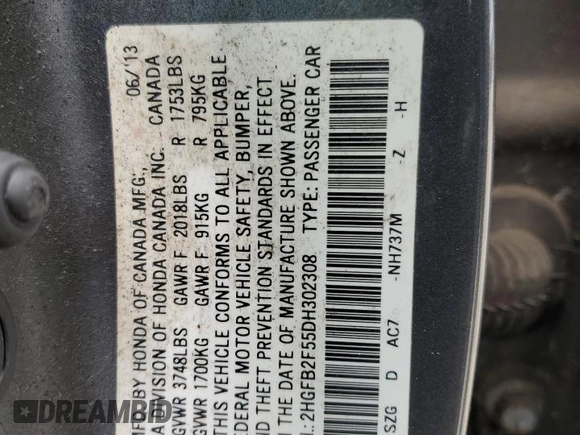 MFD BY HONDA OF CANADA MFG., 06/13
A DIVISION OF HONDA CANADA INC. CANADA
GVWR 3748LBS GAWR F 2018LBS R 1753LBS
GVWR 1700KG GAWR F 915KG R 795KG
THIS VEHICLE CONFORMS TO ALL APPLICABLE
FEDERAL MOTOR VEHICLE SAFETY, BUMPER,
AND THEFT PREVENTION STANDARDS IN EFFECT
ON THE DATE OF MANUFACTURE SHOWN ABOVE.
.: 2HGFB2F55DH302308 TYPE: PASSENGER CAR
SZG D AC7 -NH737M -Z -H
DREAMBID